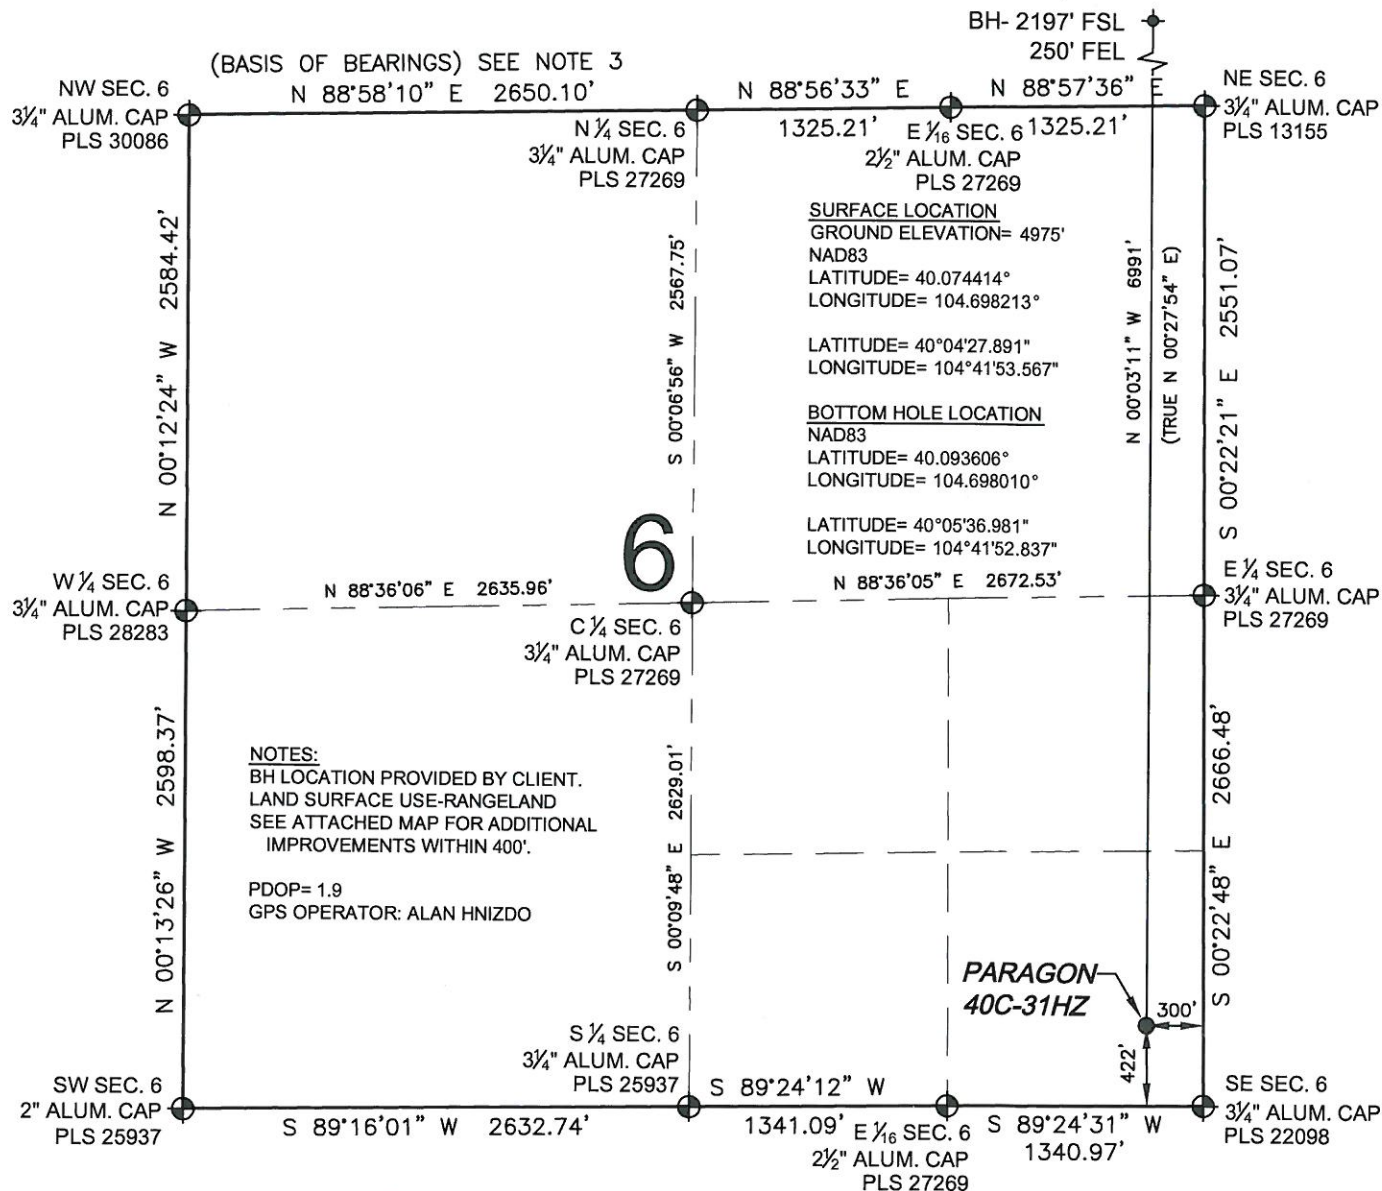 BH- 2197' FSL
250' FEL
(BASIS OF BEARINGS) SEE NOTE 3
N 88°58'10" E 2650.10'
N 88°56'33" E
1325.21'
N 88°57'36" E
1325.21'
NW SEC. 6
3¼" ALUM. CAP
PLS 30086
N ¼ SEC. 6
3¼" ALUM. CAP
PLS 27269
E 1/16 SEC. 6
2½" ALUM. CAP
PLS 27269
NE SEC. 6
3¼" ALUM. CAP
PLS 13155
SURFACE LOCATION
GROUND ELEVATION= 4975'
NAD83
LATITUDE= 40.074414°
LONGITUDE= 104.698213°
LATITUDE= 40°04'27.891"
LONGITUDE= 104°41'53.567"
BOTTOM HOLE LOCATION
NAD83
LATITUDE= 40.093606°
LONGITUDE= 104.698010°
LATITUDE= 40°05'36.981"
LONGITUDE= 104°41'52.837"
N 00°12'24" W 2584.42'
S 00°06'56" W 2567.75'
N 00°03'11" W 6991'
(TRUE N 00°27'54" E)
S 00°22'21" E 2551.07'
6
W ¼ SEC. 6
3¼" ALUM. CAP
PLS 28283
N 88°36'06" E 2635.96'
N 88°36'05" E 2672.53'
C ¼ SEC. 6
3¼" ALUM. CAP
PLS 27269
E ¼ SEC. 6
3¼" ALUM. CAP
PLS 27269
NOTES:
BH LOCATION PROVIDED BY CLIENT.
LAND SURFACE USE-RANGELAND
SEE ATTACHED MAP FOR ADDITIONAL
IMPROVEMENTS WITHIN 400'.
PDOP= 1.9
GPS OPERATOR: ALAN HNIZDO
N 00°13'26" W 2598.37'
S 00°09'48" E 2629.01'
S 00°22'48" E 2666.48'
PARAGON
40C-31HZ
300'
422'
SW SEC. 6
2" ALUM. CAP
PLS 25937
S ¼ SEC. 6
3¼" ALUM. CAP
PLS 25937
S 89°16'01" W 2632.74'
S 89°24'12" W
1341.09'
E 1/16 SEC. 6
2½" ALUM. CAP
PLS 27269
S 89°24'31" W
1340.97'
SE SEC. 6
3¼" ALUM. CAP
PLS 22098